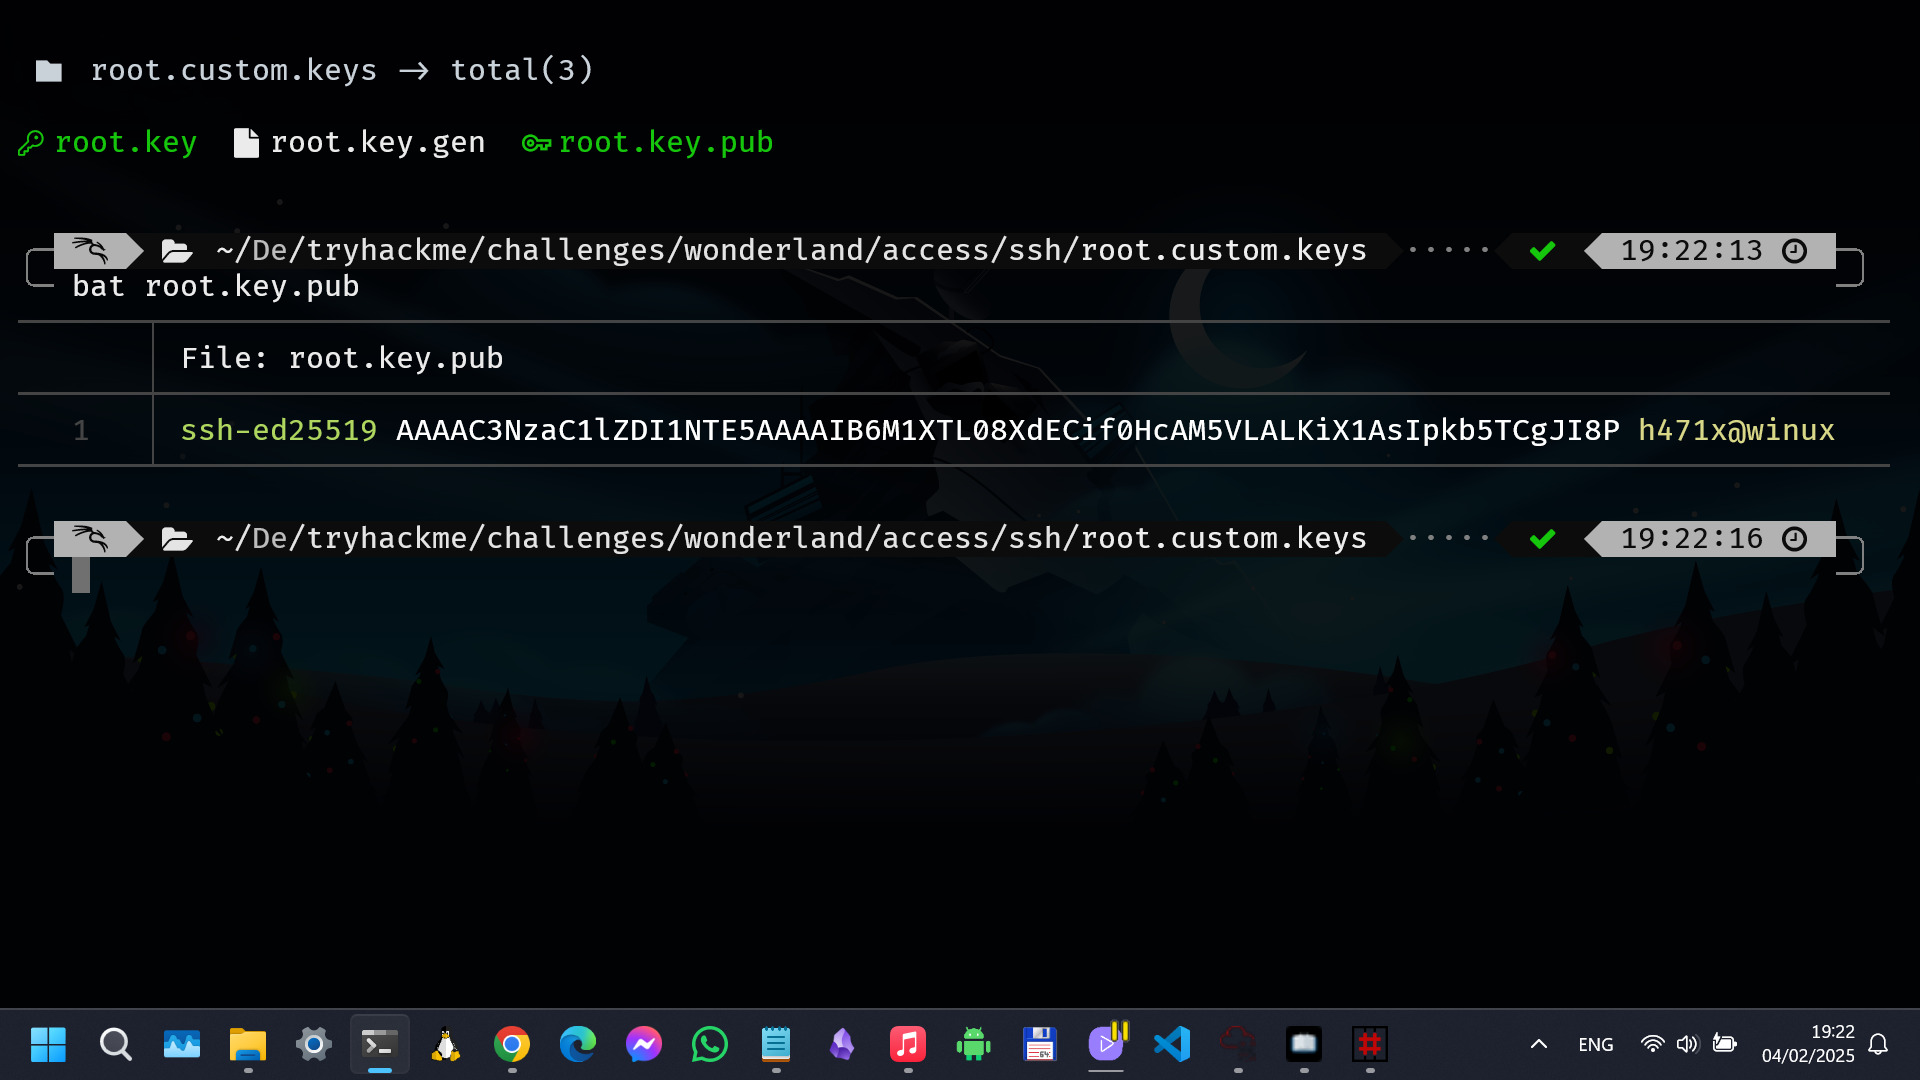 root.custom.keys → total(3)
root.key root.key.gen root.key.pub
~/De/tryhackme/challenges/wonderland/access/ssh/root.custom.keys ····· ✔ 19:22:13
bat root.key.pub
File: root.key.pub
1 ssh-ed25519 AAAAC3NzaC1lZDI1NTE5AAAAIB6M1XTL08XdECif0HcAM5VLALKiX1AsIpkb5TCgJI8P h471x@winux
~/De/tryhackme/challenges/wonderland/access/ssh/root.custom.keys ····· ✔ 19:22:16
64
ENG
19:22
04/02/2025